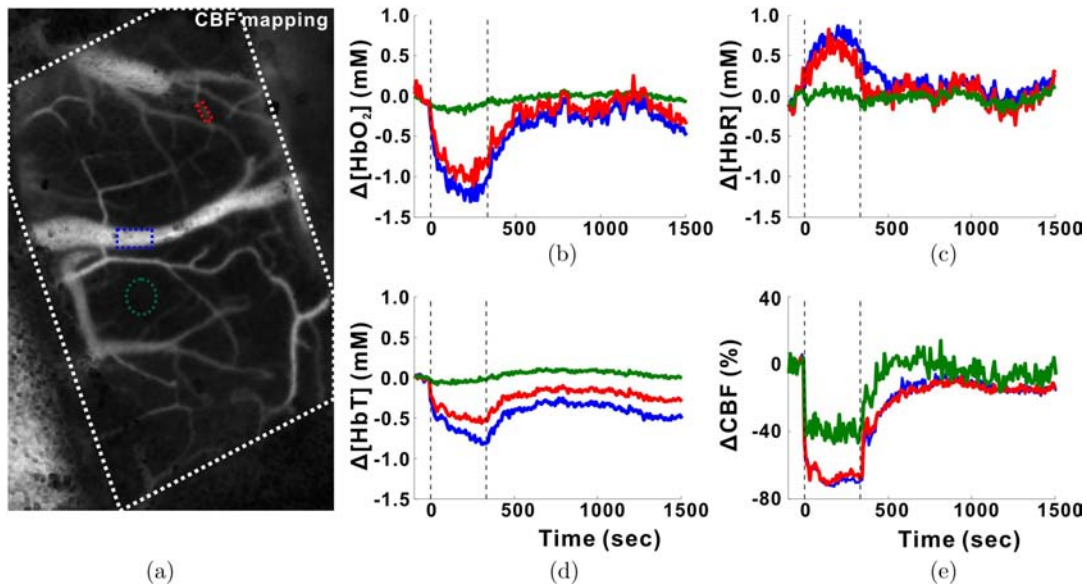 CBF mapping
(a)
Δ[HbO₂] (mM)
1.0
0.5
0.0
-0.5
-1.0
-1.5
0 500 1000 1500
(b)
Δ[HbR] (mM)
1.0
0.5
0.0
-0.5
-1.0
-1.5
0 500 1000 1500
(c)
Δ[HbT] (mM)
1.0
0.5
0.0
-0.5
-1.0
-1.5
0 500 1000 1500
Time (sec)
(d)
ΔCBF (%)
40
0
-40
-80
0 500 1000 1500
Time (sec)
(e)